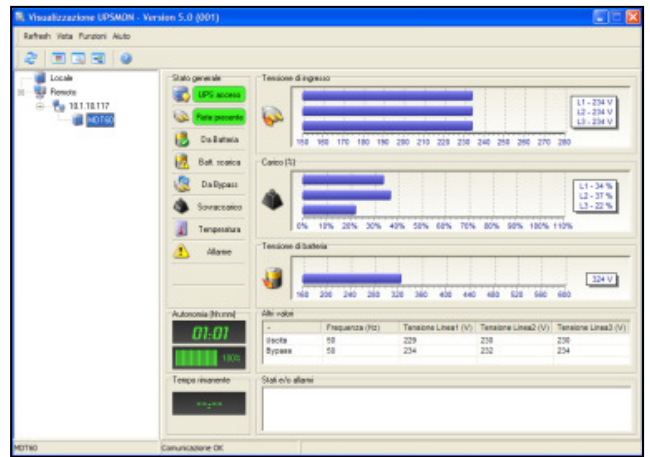 Visualizzazione UPSMON - Version 5.0 (001)
Refresh Vista Funzioni Aiuto
Locale
Remoto
10.1.10.117
MDT60
Stato generale
UPS acceso
Rete presente
Da Batteria
Batt. scarica
Da Bypass
Sovraccarico
Temperatura
Allarme
Tensione di ingresso
L1 - 234 V
L2 - 234 V
L3 - 234 V
150 160 170 180 190 200 210 220 230 240 250 260 270 280
Carico (%)
L1 - 34 %
L2 - 37 %
L3 - 22 %
0% 10% 20% 30% 40% 50% 60% 70% 80% 90% 100% 110%
Tensione di batteria
324 V
160 200 240 280 320 360 400 440 480 520 560 600
Autonomia (hh:mm)
01:01
100%
Tempo rimanente
--:--
Altri valori
- Frequenza (Hz) Tensione Linea1 (V) Tensione Linea2 (V) Tensione Linea3 (V)
Uscita 50 229 230 230
Bypass 50 234 232 234
Stati e/o allarmi
MDT60 Comunicazione OK